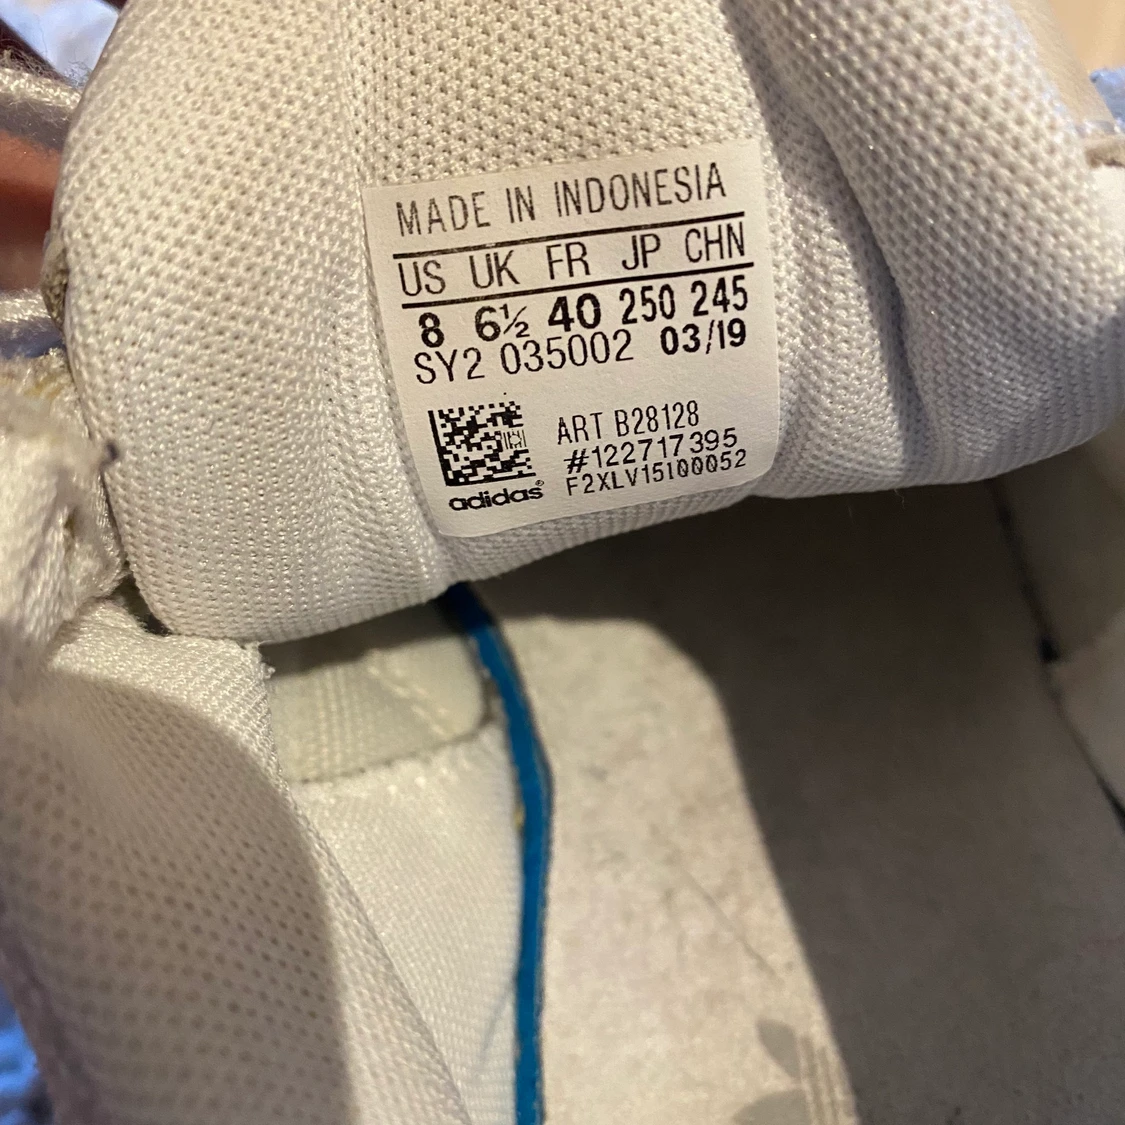 MADE IN INDONESIA
US UK FR JP CHN
8 6½ 40 250 245
SY2 035002 03/19
ART B28128
#122717395
F2XLV15I00052
adidas®